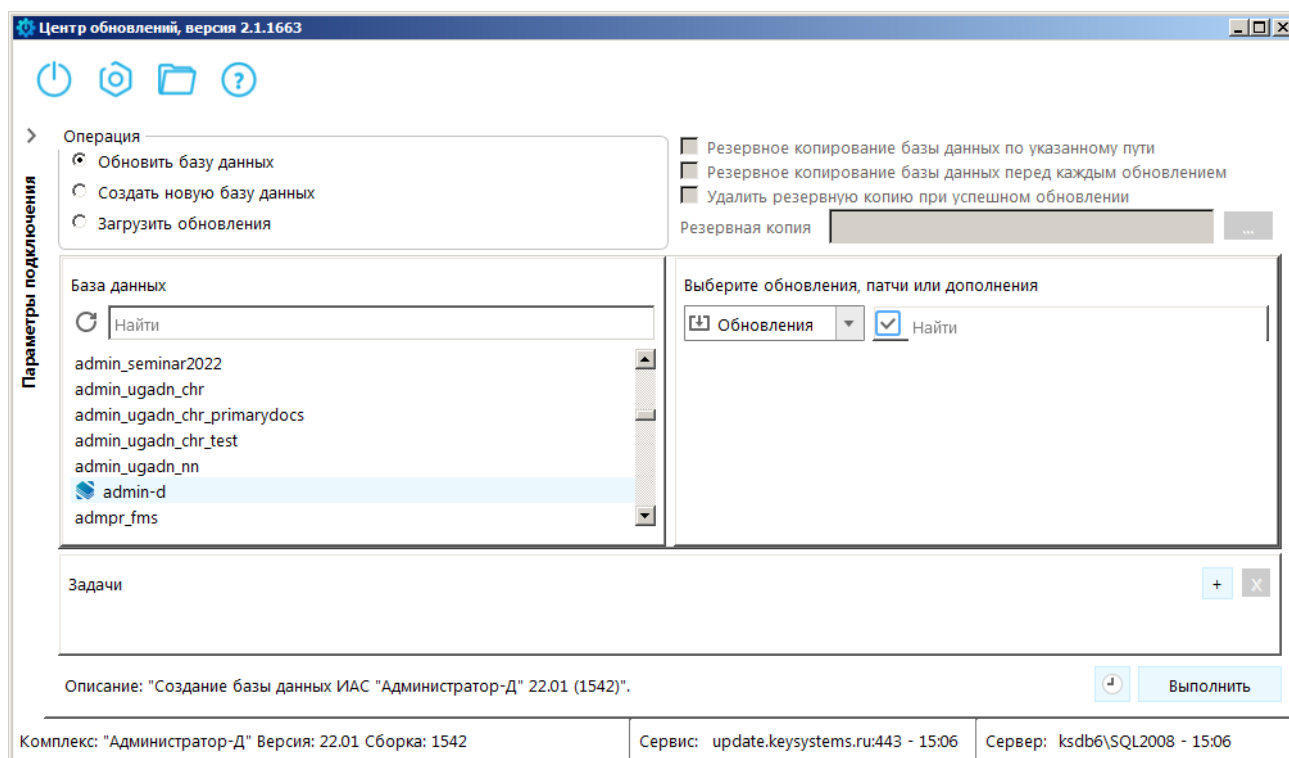 Центр обновлений, версия 2.1.1663
Операция
Обновить базу данных
Создать новую базу данных
Загрузить обновления
Резервное копирование базы данных по указанному пути
Резервное копирование базы данных перед каждым обновлением
Удалить резервную копию при успешном обновлении
Резервная копия
...
Параметры подключения
База данных
Найти
admin_seminar2022
admin_ugadn_chr
admin_ugadn_chr_primarydocs
admin_ugadn_chr_test
admin_ugadn_nn
admin-d
admpr_fms
Выберите обновления, патчи или дополнения
Обновления
Найти
Задачи
+ X
Описание: "Создание базы данных ИАС "Администратор-Д" 22.01 (1542)".
Выполнить
Комплекс: "Администратор-Д" Версия: 22.01 Сборка: 1542
Сервис: update.keysystems.ru:443 - 15:06
Сервер: ksdb6\SQL2008 - 15:06